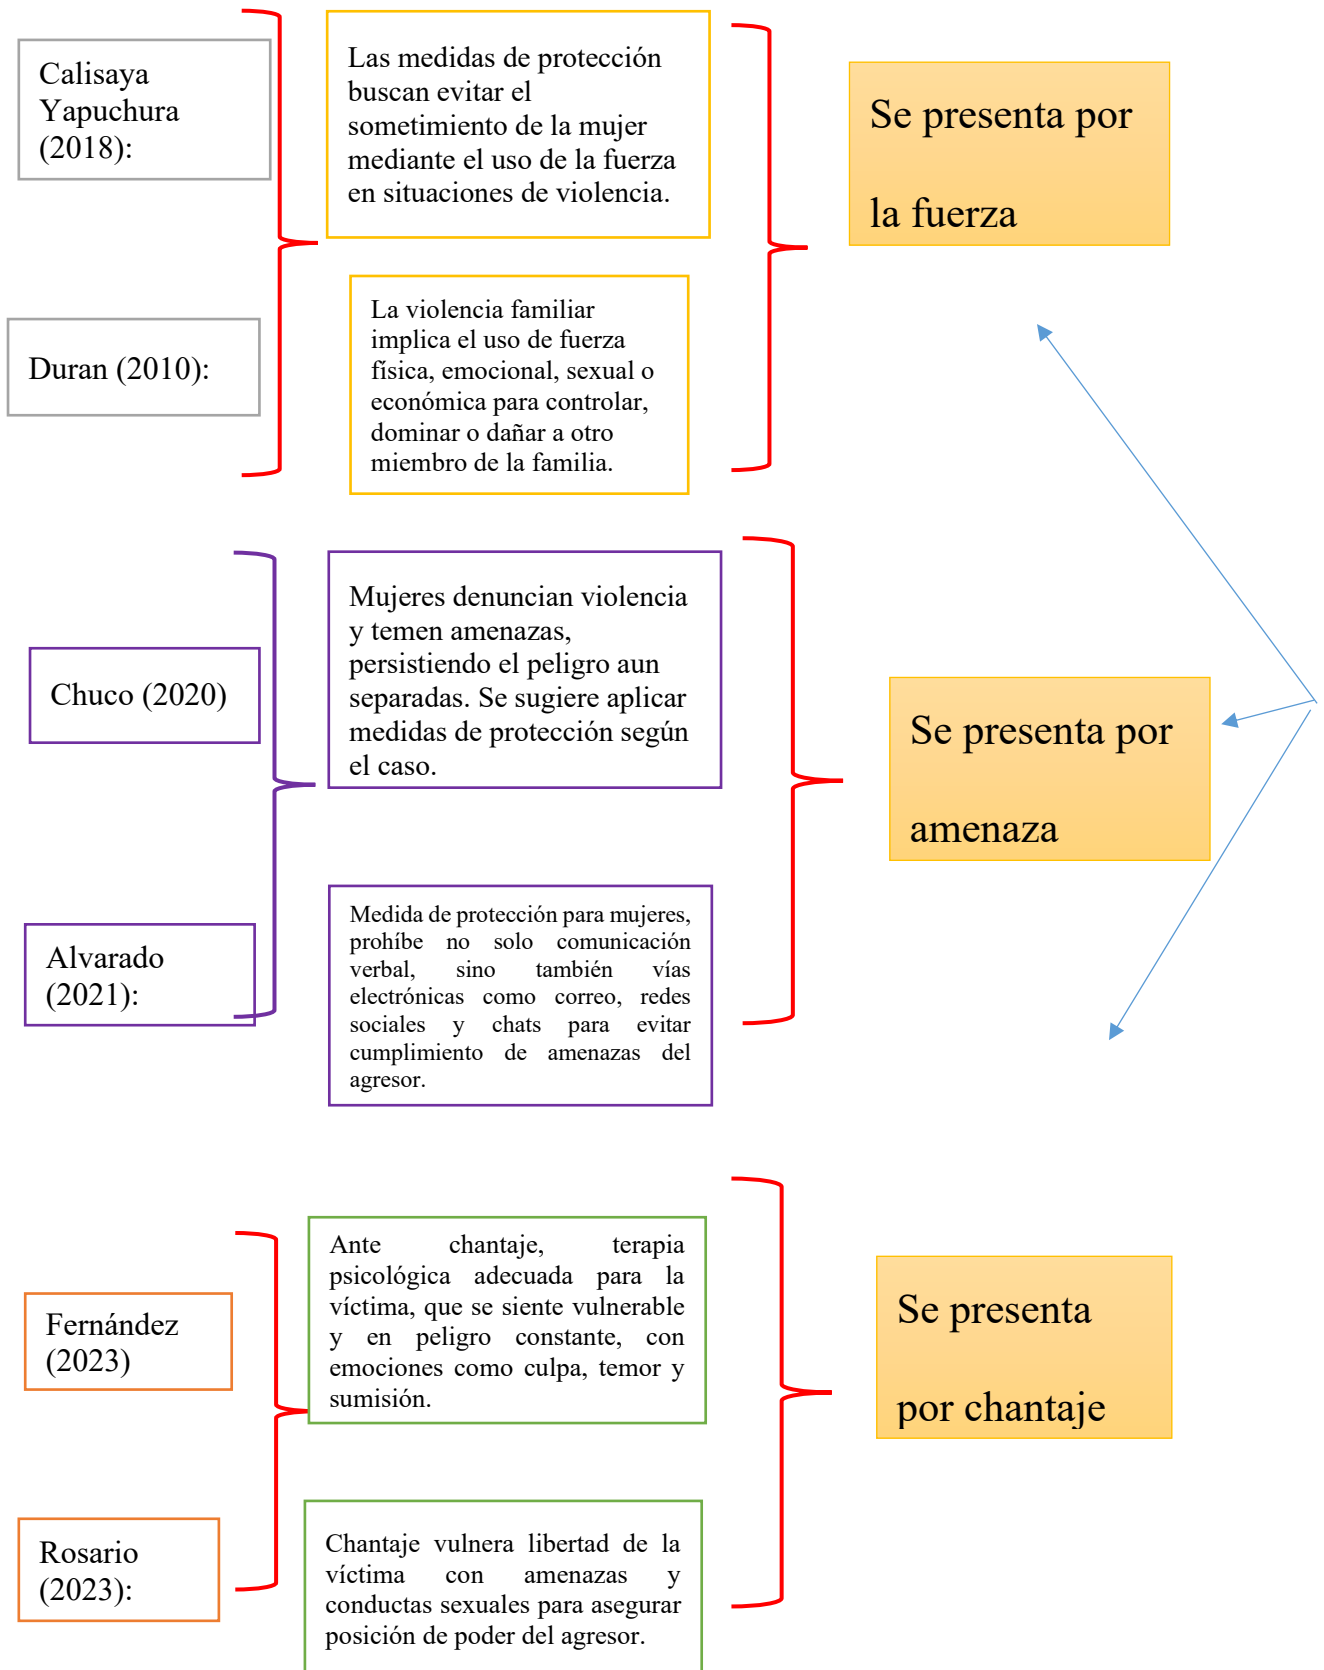 Calisaya
Yapuchura
(2018):
Las medidas de protección
buscan evitar el
sometimiento de la mujer
mediante el uso de la fuerza
en situaciones de violencia.
Se presenta por
la fuerza
Duran (2010):
La violencia familiar
implica el uso de fuerza
física, emocional, sexual o
económica para controlar,
dominar o dañar a otro
miembro de la familia.
Chuco (2020)
Mujeres denuncian violencia
y temen amenazas,
persistiendo el peligro aun
separadas. Se sugiere aplicar
medidas de protección según
el caso.
Se presenta por
amenaza
Alvarado
(2021):
Medida de protección para mujeres,
prohíbe no solo comunicación
verbal, sino también vías
electrónicas como correo, redes
sociales y chats para evitar
cumplimiento de amenazas del
agresor.
Fernández
(2023)
Ante chantaje, terapia
psicológica adecuada para la
víctima, que se siente vulnerable
y en peligro constante, con
emociones como culpa, temor y
sumisión.
Se presenta
por chantaje
Rosario
(2023):
Chantaje vulnera libertad de la
víctima con amenazas y
conductas sexuales para asegurar
posición de poder del agresor.